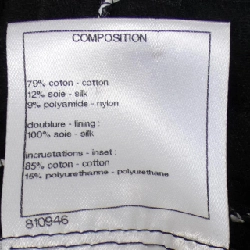 COMPOSITION
79% coton - cotton
12% soie - silk
9% polyamide - nylon
doublure - lining :
100% soie - silk
incrustations - inset :
85% coton - cotton
15% polyurethanne - polyurethane
810946